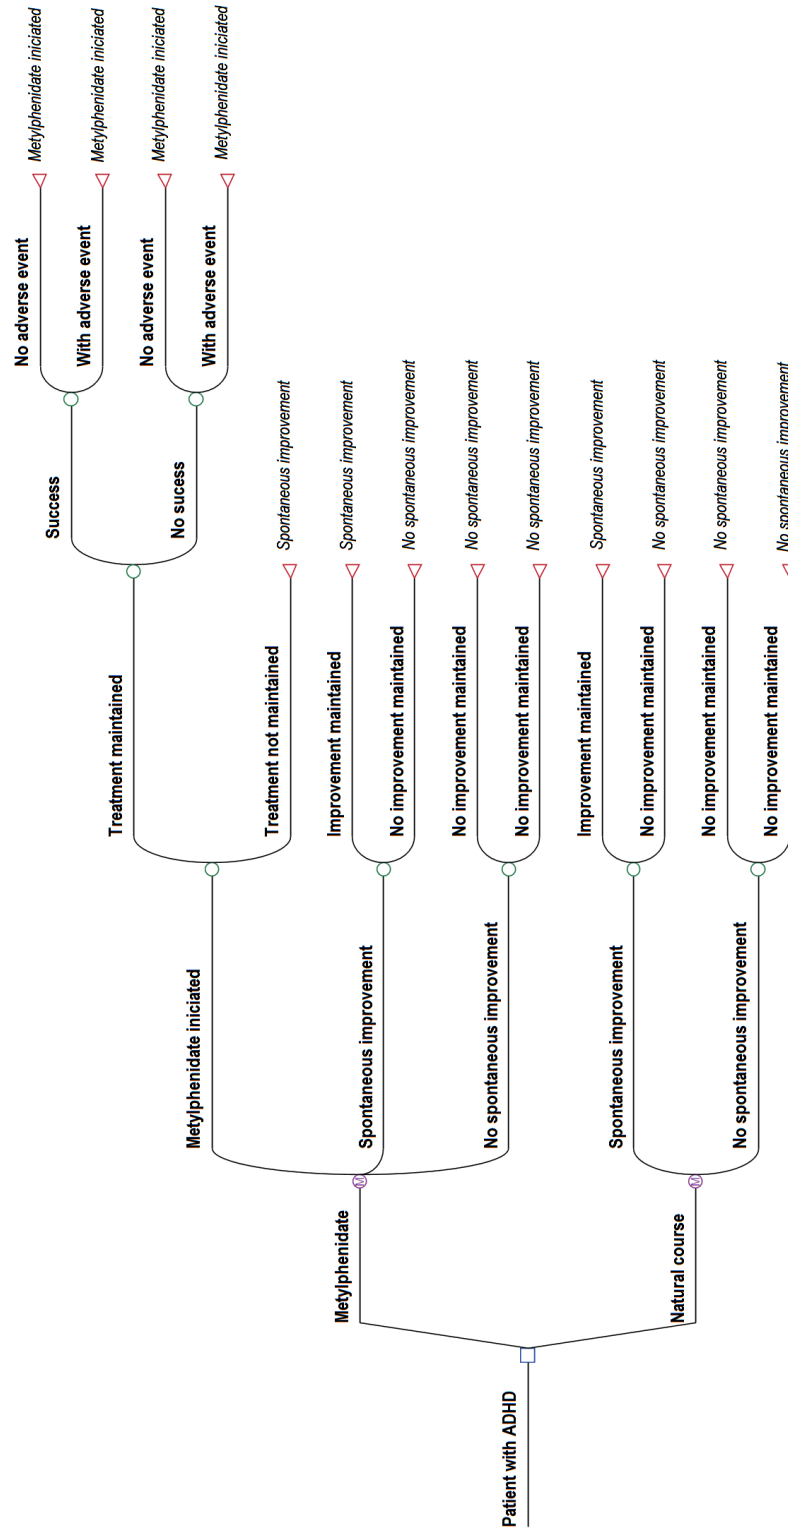 Patient with ADHD
Metylphenidate
Metylphenidate iniciated
Treatment maintained
Success
No adverse event
Metylphenidate iniciated
With adverse event
Metylphenidate iniciated
No sucess
No adverse event
Metylphenidate iniciated
With adverse event
Metylphenidate iniciated
Treatment not maintained
Spontaneous improvement
Spontaneous improvement
Improvement maintained
Spontaneous improvement
No improvement maintained
No spontaneous improvement
No spontaneous improvement
No improvement maintained
No spontaneous improvement
No improvement maintained
No spontaneous improvement
Natural course
Spontaneous improvement
Improvement maintained
Spontaneous improvement
No improvement maintained
No spontaneous improvement
No spontaneous improvement
No improvement maintained
No spontaneous improvement
No improvement maintained
No spontaneous improvement
M
M